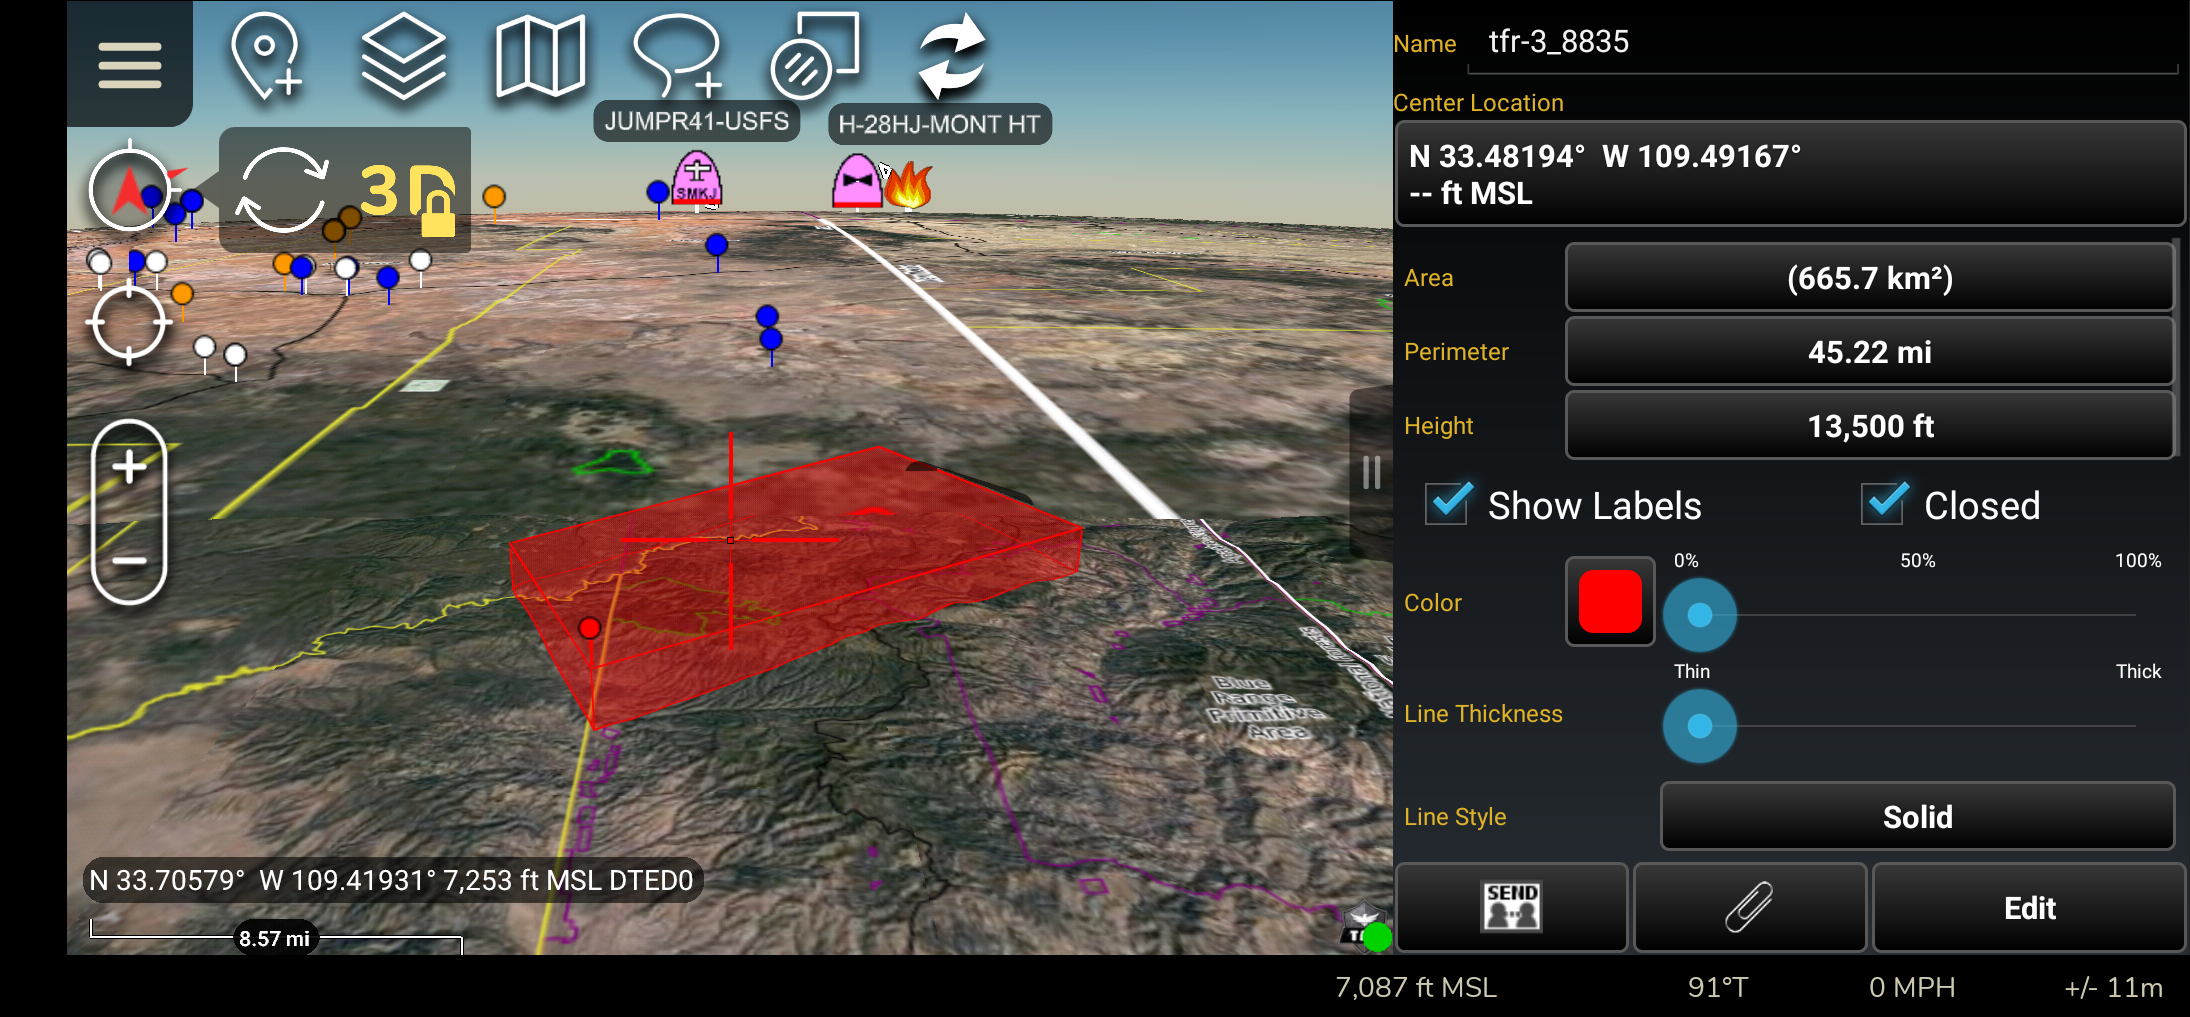 JUMPR41-USFS
H-28HJ-MONT HT
3D
SMKJ
Blue
Range
Primitive
Area
N 33.70579°  W 109.41931° 7,253 ft MSL DTED0
8.57 mi
Name tfr-3_8835
Center Location
N 33.48194°  W 109.49167°
-- ft MSL
Area (665.7 km²)
Perimeter 45.22 mi
Height 13,500 ft
Show Labels Closed
0% 50% 100%
Color
Thin Thick
Line Thickness
Line Style Solid
SEND
Edit
7,087 ft MSL 91°T 0 MPH +/- 11m